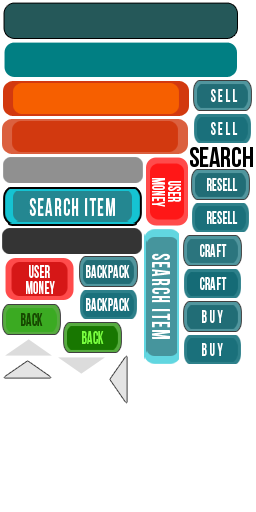 SELL
SELL
SEARCH
USER
MONEY
RESELL
SEARCH ITEM
RESELL
SEARCH ITEM
CRAFT
USER
MONEY
BACKPACK
CRAFT
BACKPACK
BUY
BACK
BACK
BUY